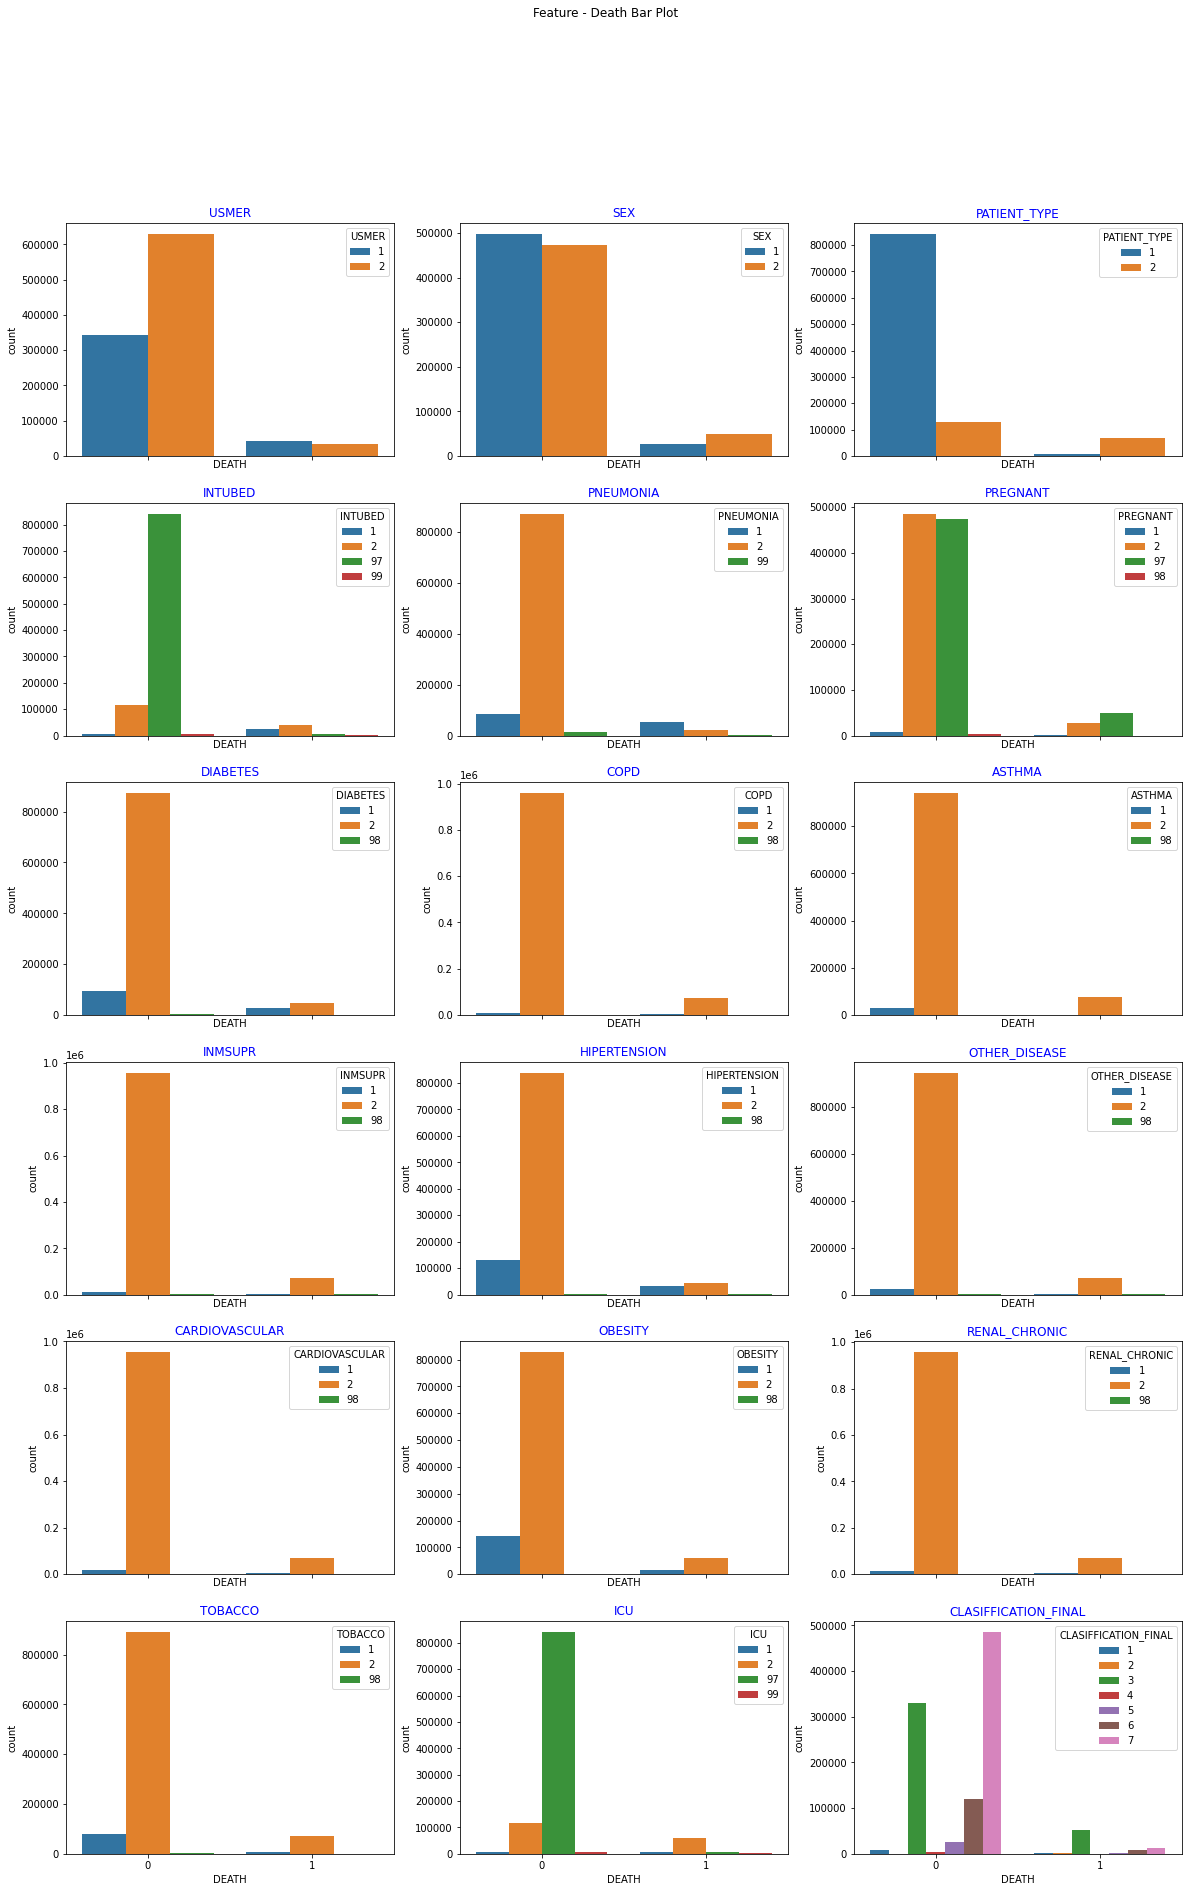 Feature - Death Bar Plot
USMER
600000
500000
400000
300000
200000
100000
0
count
DEATH
USMER
1
2
SEX
500000
400000
300000
200000
100000
0
count
DEATH
SEX
1
2
PATIENT_TYPE
800000
700000
600000
500000
400000
300000
200000
100000
0
count
DEATH
PATIENT_TYPE
1
2
INTUBED
800000
700000
600000
500000
400000
300000
200000
100000
0
count
DEATH
INTUBED
1
2
97
99
PNEUMONIA
800000
600000
400000
200000
0
count
DEATH
PNEUMONIA
1
2
99
PREGNANT
500000
400000
300000
200000
100000
0
count
DEATH
PREGNANT
1
2
97
98
DIABETES
800000
600000
400000
200000
0
count
DEATH
DIABETES
1
2
98
COPD
1e6
1.0
0.8
0.6
0.4
0.2
0.0
count
DEATH
COPD
1
2
98
ASTHMA
800000
600000
400000
200000
0
count
DEATH
ASTHMA
1
2
98
INMSUPR
1e6
1.0
0.8
0.6
0.4
0.2
0.0
count
DEATH
INMSUPR
1
2
98
HIPERTENSION
800000
700000
600000
500000
400000
300000
200000
100000
0
count
DEATH
HIPERTENSION
1
2
98
OTHER_DISEASE
800000
600000
400000
200000
0
count
DEATH
OTHER_DISEASE
1
2
98
CARDIOVASCULAR
1e6
1.0
0.8
0.6
0.4
0.2
0.0
count
DEATH
CARDIOVASCULAR
1
2
98
OBESITY
800000
700000
600000
500000
400000
300000
200000
100000
0
count
DEATH
OBESITY
1
2
98
RENAL_CHRONIC
1e6
1.0
0.8
0.6
0.4
0.2
0.0
count
DEATH
RENAL_CHRONIC
1
2
98
TOBACCO
800000
600000
400000
200000
0
count
0
1
DEATH
TOBACCO
1
2
98
ICU
800000
700000
600000
500000
400000
300000
200000
100000
0
count
0
1
DEATH
ICU
1
2
97
99
CLASIFFICATION_FINAL
500000
400000
300000
200000
100000
0
count
0
1
DEATH
CLASIFFICATION_FINAL
1
2
3
4
5
6
7